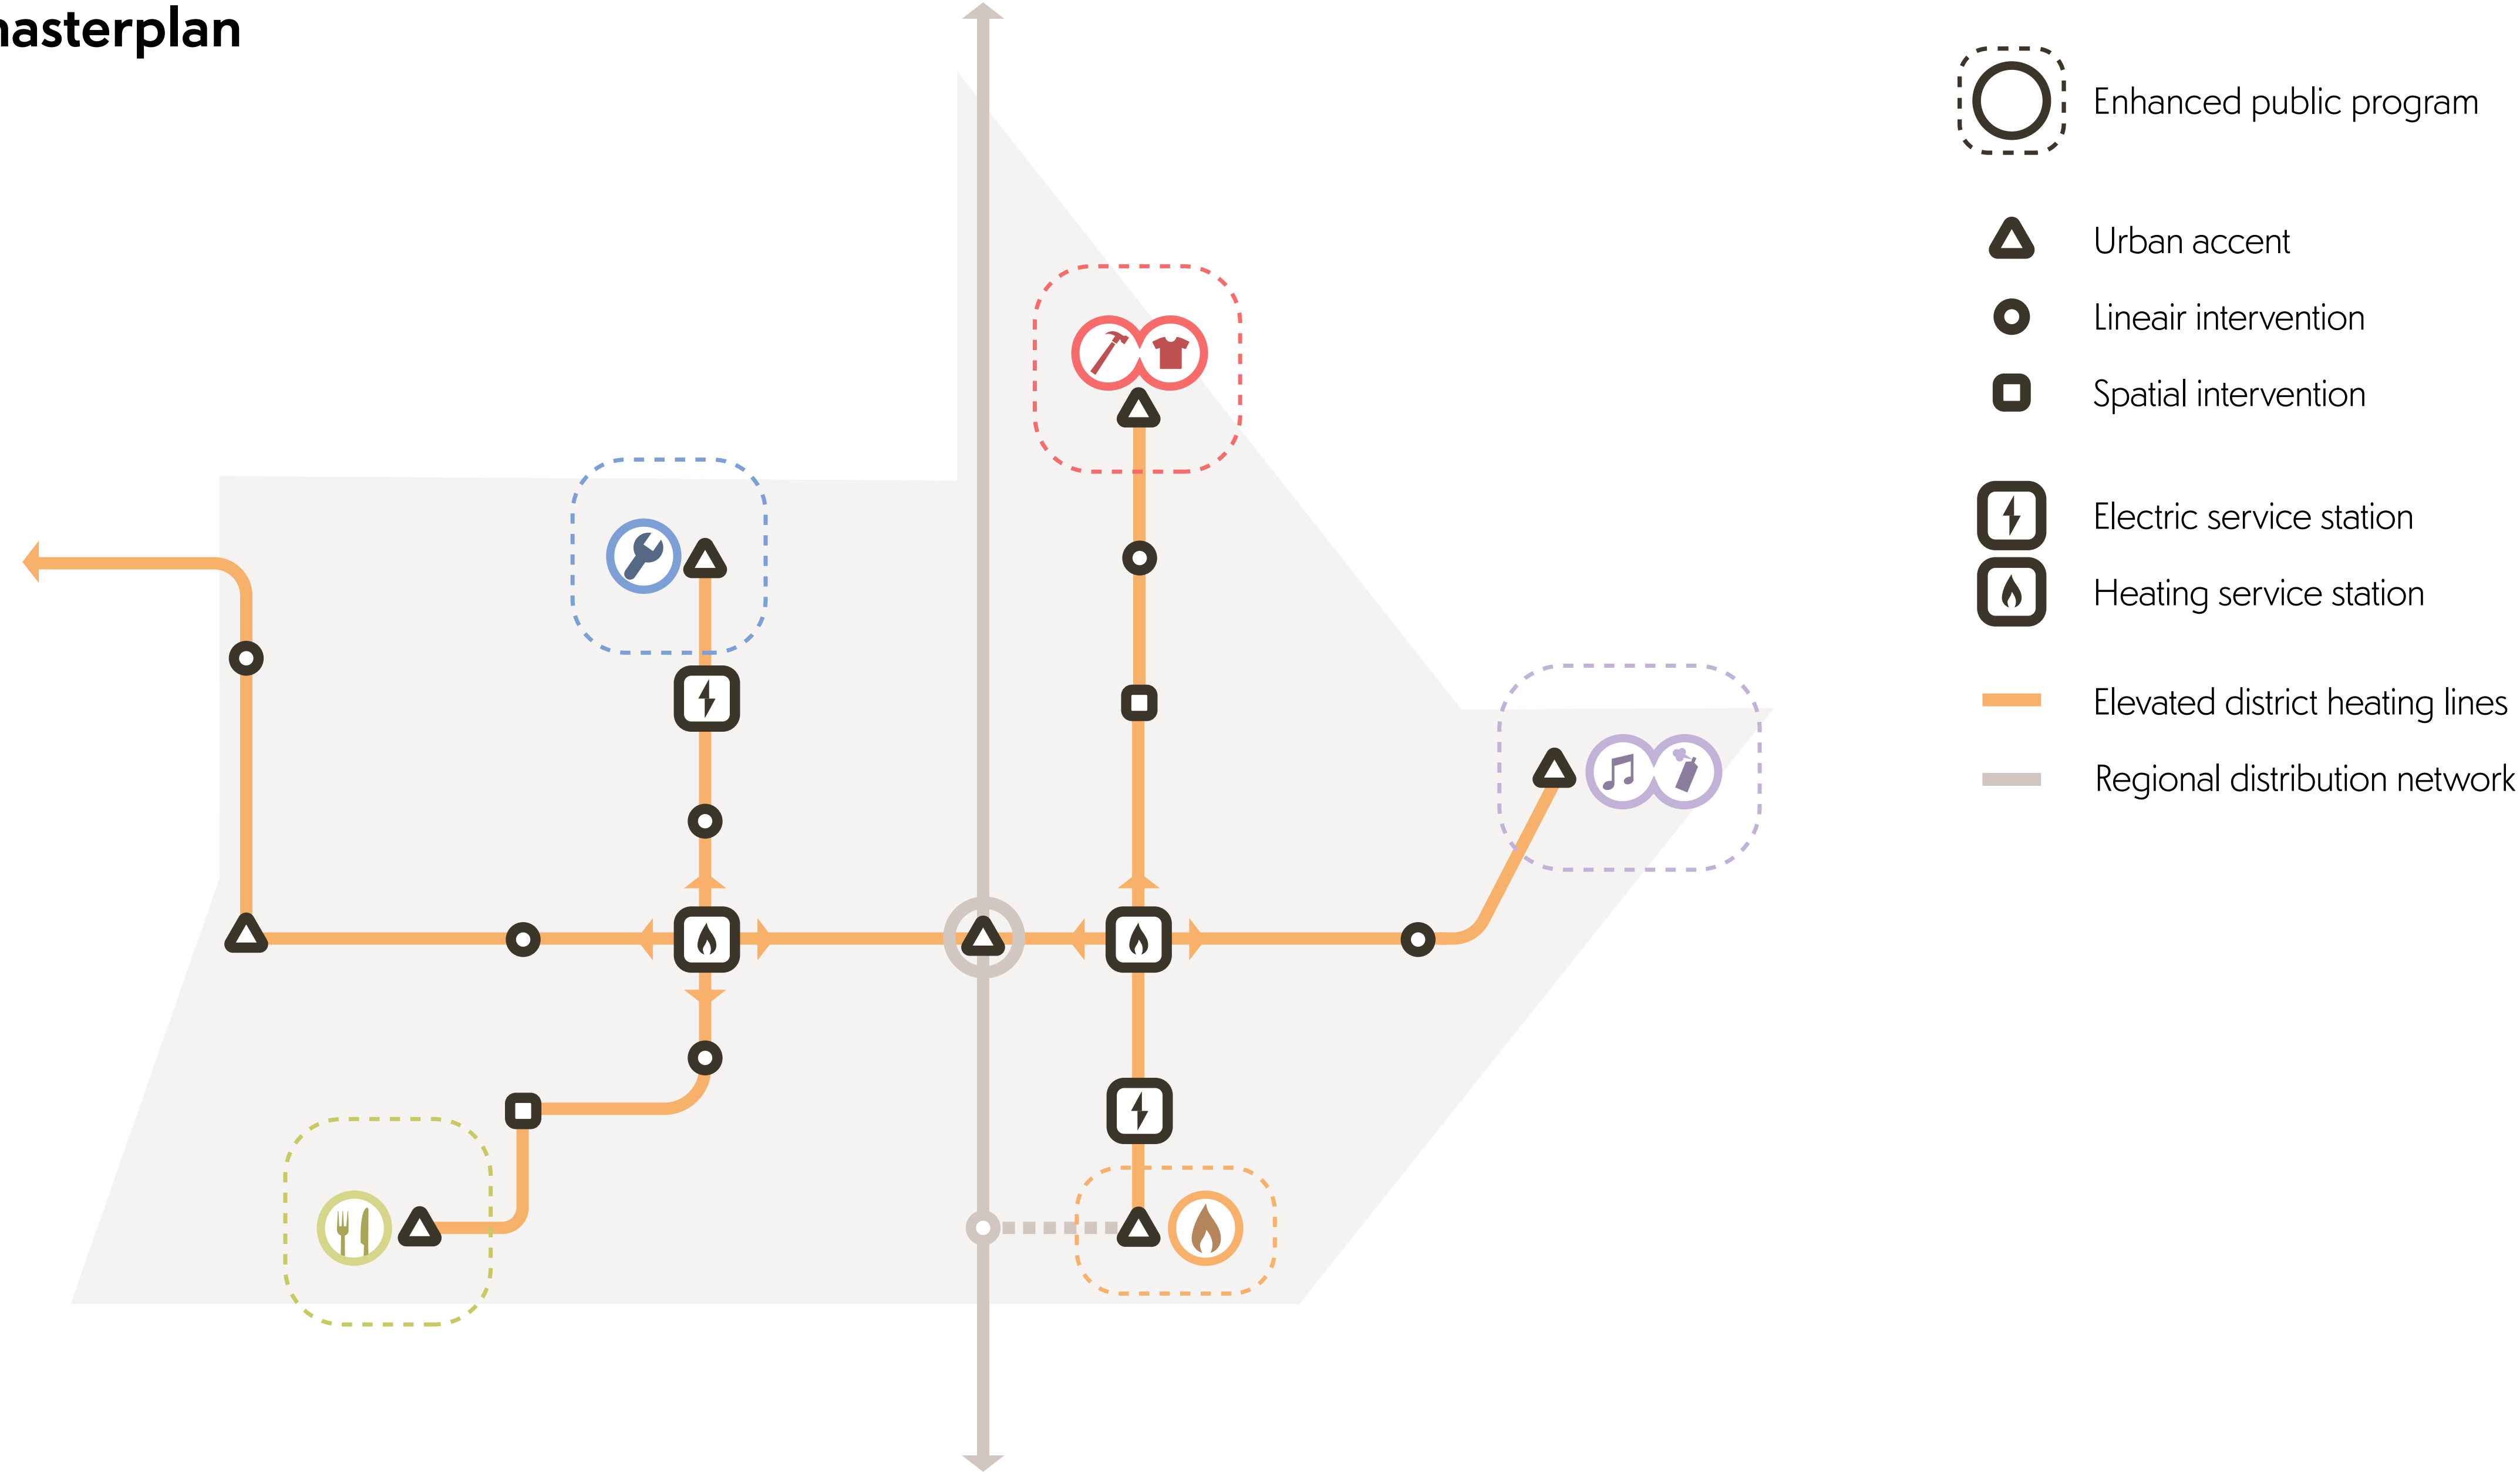 asterplan
Enhanced public program
Urban accent
Lineair intervention
Spatial intervention
Electric service station
Heating service station
Elevated district heating lines
Regional distribution network